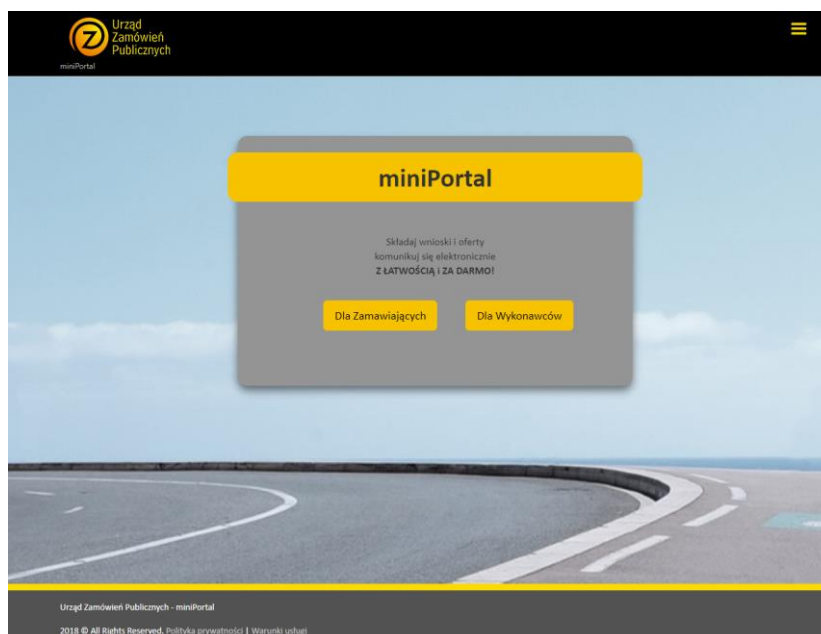 Urząd
Zamówień
Publicznych
miniPortal
miniPortal
Składaj wnioski i oferty
komunikuj się elektronicznie
Z ŁATWOŚCIĄ i ZA DARMO!
Dla Zamawiających
Dla Wykonawców
Urząd Zamówień Publicznych - miniPortal
2018 © All Rights Reserved. Polityka prywatności | Warunki usługi